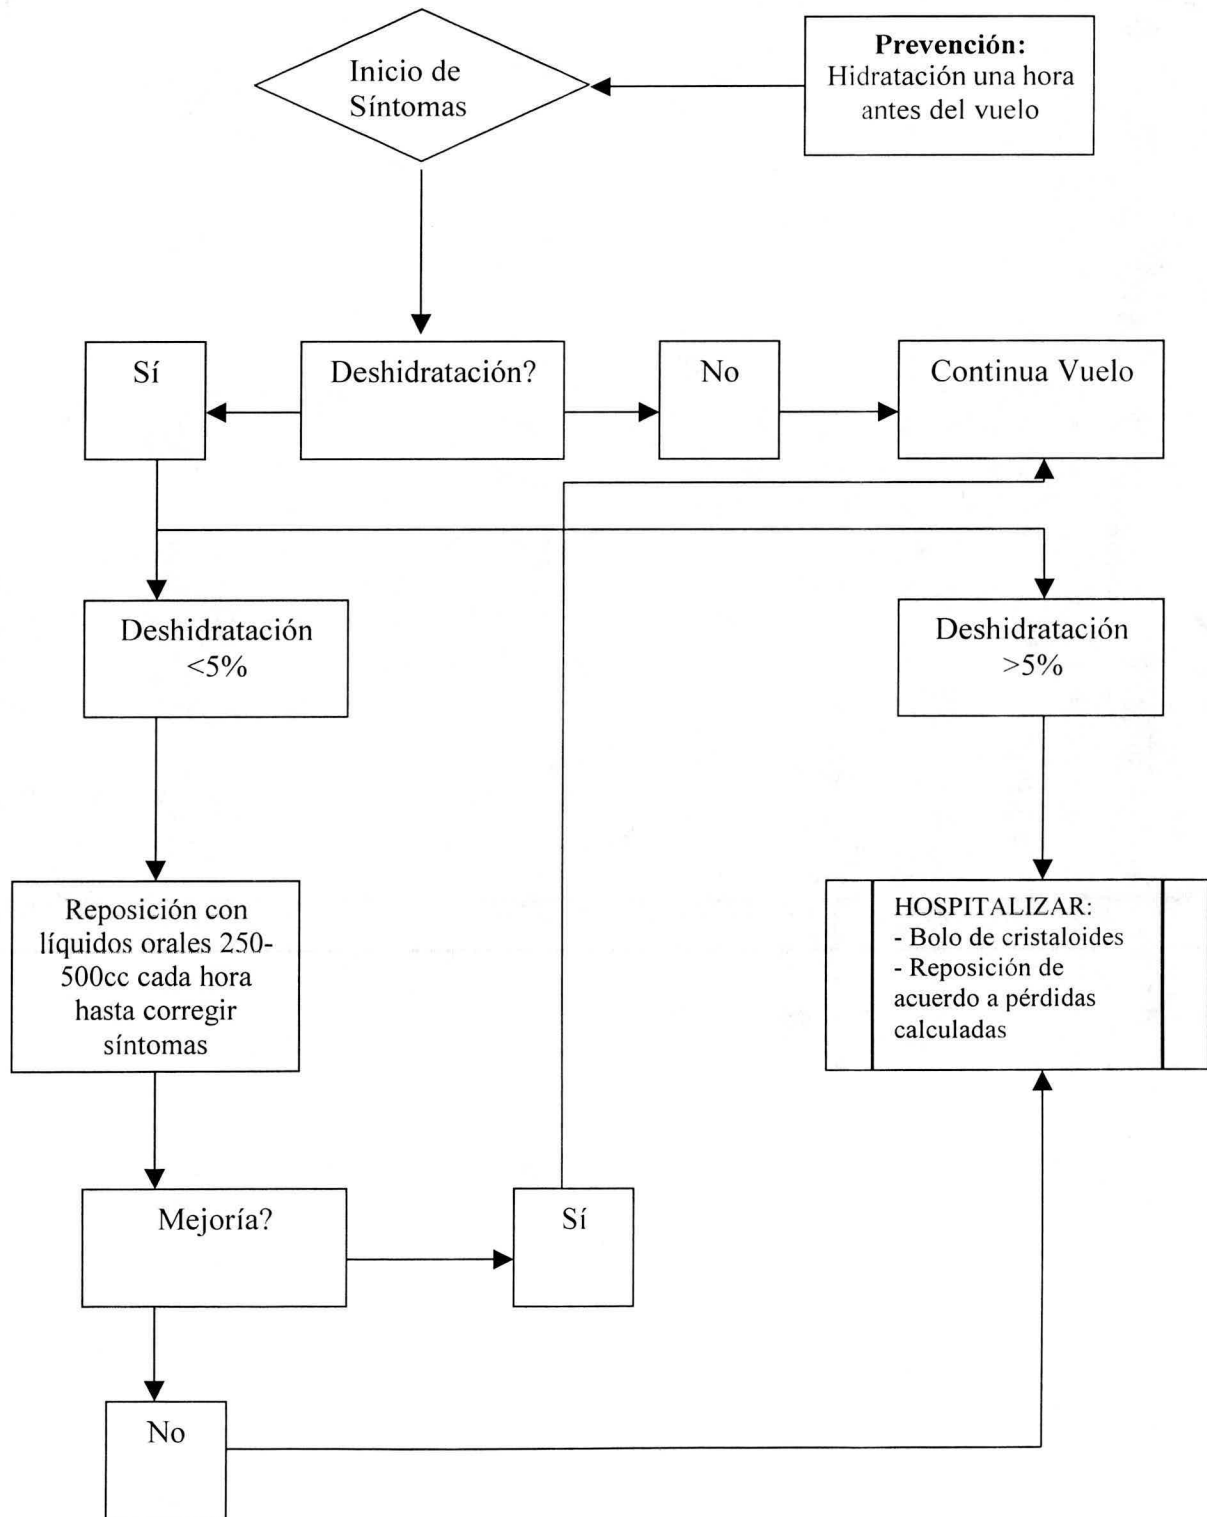 Inicio de
Síntomas
Prevención:
Hidratación una hora
antes del vuelo
Sí
Deshidratación?
No
Continua Vuelo
Deshidratación
<5%
Deshidratación
>5%
Reposición con
líquidos orales 250-
500cc cada hora
hasta corregir
síntomas
HOSPITALIZAR:
- Bolo de cristaloides
- Reposición de
acuerdo a pérdidas
calculadas
Mejoría?
Sí
No